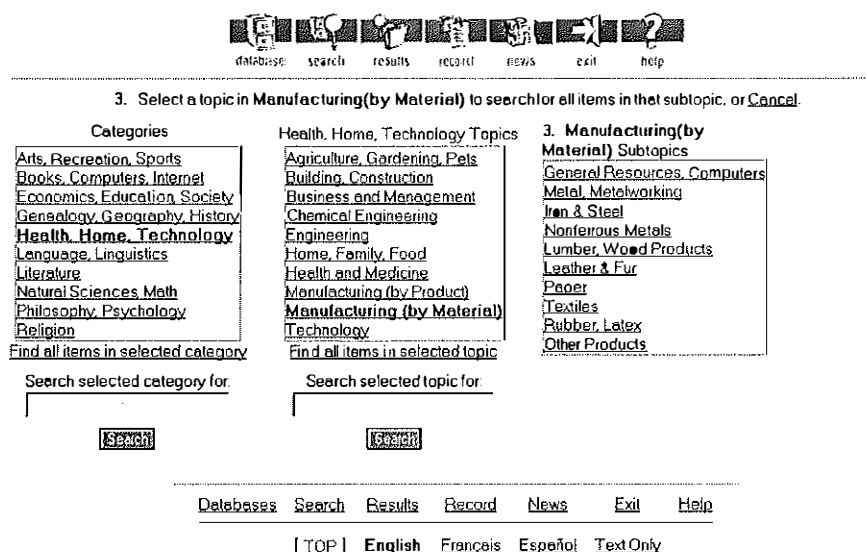 database search results record news exit help
3. Select a topic in Manufacturing(by Material) to search for all items in that subtopic, or Cancel.
Categories
Arts, Recreation, Sports
Books, Computers, Internet
Economics, Education, Society
Genealogy, Geography, History
Health, Home, Technology
Language, Linguistics
Literature
Natural Sciences, Math
Philosophy, Psychology
Religion
Find all items in selected category
Search selected category for:
Search
Health, Home, Technology Topics
Agriculture, Gardening, Pets
Building, Construction
Business and Management
Chemical Engineering
Engineering
Home, Family, Food
Health and Medicine
Manufacturing (by Product)
Manufacturing (by Material)
Technology
Find all items in selected topic
Search selected topic for:
Search
3. Manufacturing(by
Material) Subtopics
General Resources, Computers
Metal, Metalworking
Iron & Steel
Nonferrous Metals
Lumber, Wood Products
Leather & Fur
Paper
Textiles
Rubber, Latex
Other Products
Databases Search Results Record News Exit Help
[ TOP ] English Français Español Text Only